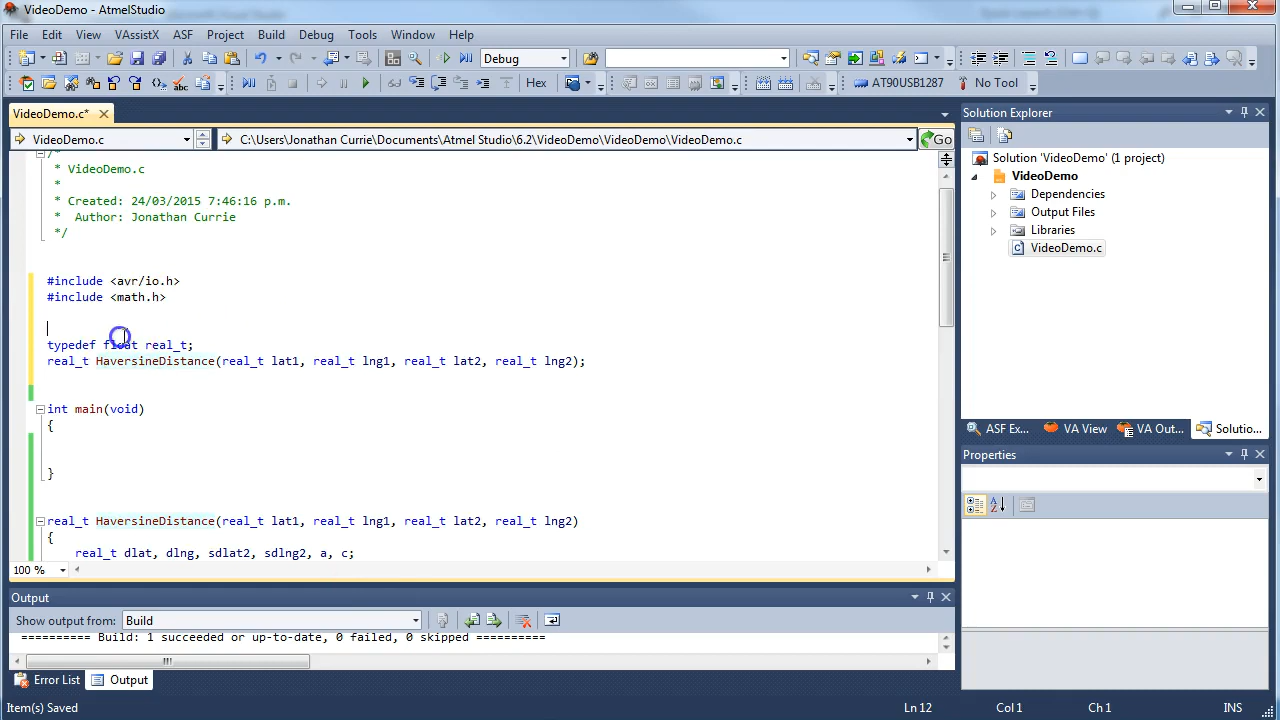 VideoDemo - AtmelStudio
File Edit View VAssistX ASF Project Build Debug Tools Window Help
Debug
Hex AT90USB1287 No Tool
VideoDemo.c*
VideoDemo.c C:\Users\Jonathan Currie\Documents\Atmel Studio\6.2\VideoDemo\VideoDemo\VideoDemo.c Go
/*
* VideoDemo.c
*
* Created: 24/03/2015 7:46:16 p.m.
* Author: Jonathan Currie
*/
#include <avr/io.h>
#include <math.h>
typedef float real_t;
real_t HaversineDistance(real_t lat1, real_t lng1, real_t lat2, real_t lng2);
int main(void)
{
}
real_t HaversineDistance(real_t lat1, real_t lng1, real_t lat2, real_t lng2)
{
real_t dlat, dlng, sdlat2, sdlng2, a, c;
100 %
Output
Show output from: Build
========== Build: 1 succeeded or up-to-date, 0 failed, 0 skipped ==========
Error List Output
Solution Explorer
Solution 'VideoDemo' (1 project)
VideoDemo
Dependencies
Output Files
Libraries
VideoDemo.c
ASF Ex... VA View VA Out... Solutio...
Properties
Item(s) Saved Ln 12 Col 1 Ch 1 INS